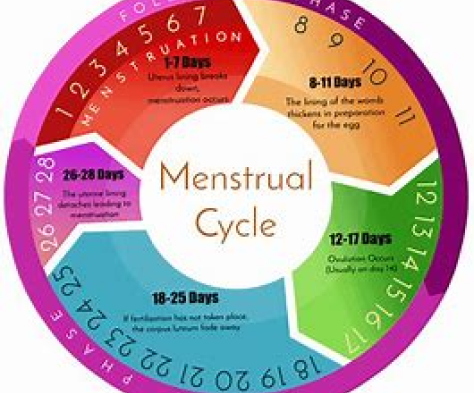 FOLL
PHASE
1 2 3 4 5 6 7
MENSTRUATION
1-7 Days
Uterus lining breaks
down,
menstruation occurs
8 9 10 11
8-11 Days
The lining of the womb
thickens in preparation
for the egg
12 13 14 15 16 17
12-17 Days
Ovulation Occurs
(Usually on day 14)
18 19 20 21 22 23 24 25
18-25 Days
If fertilisation has not taken place,
the corpus luteum fade away
26 27 28
26-28 Days
The uterine lining
detaches leading to
menstruation
PHASE
Menstrual
Cycle